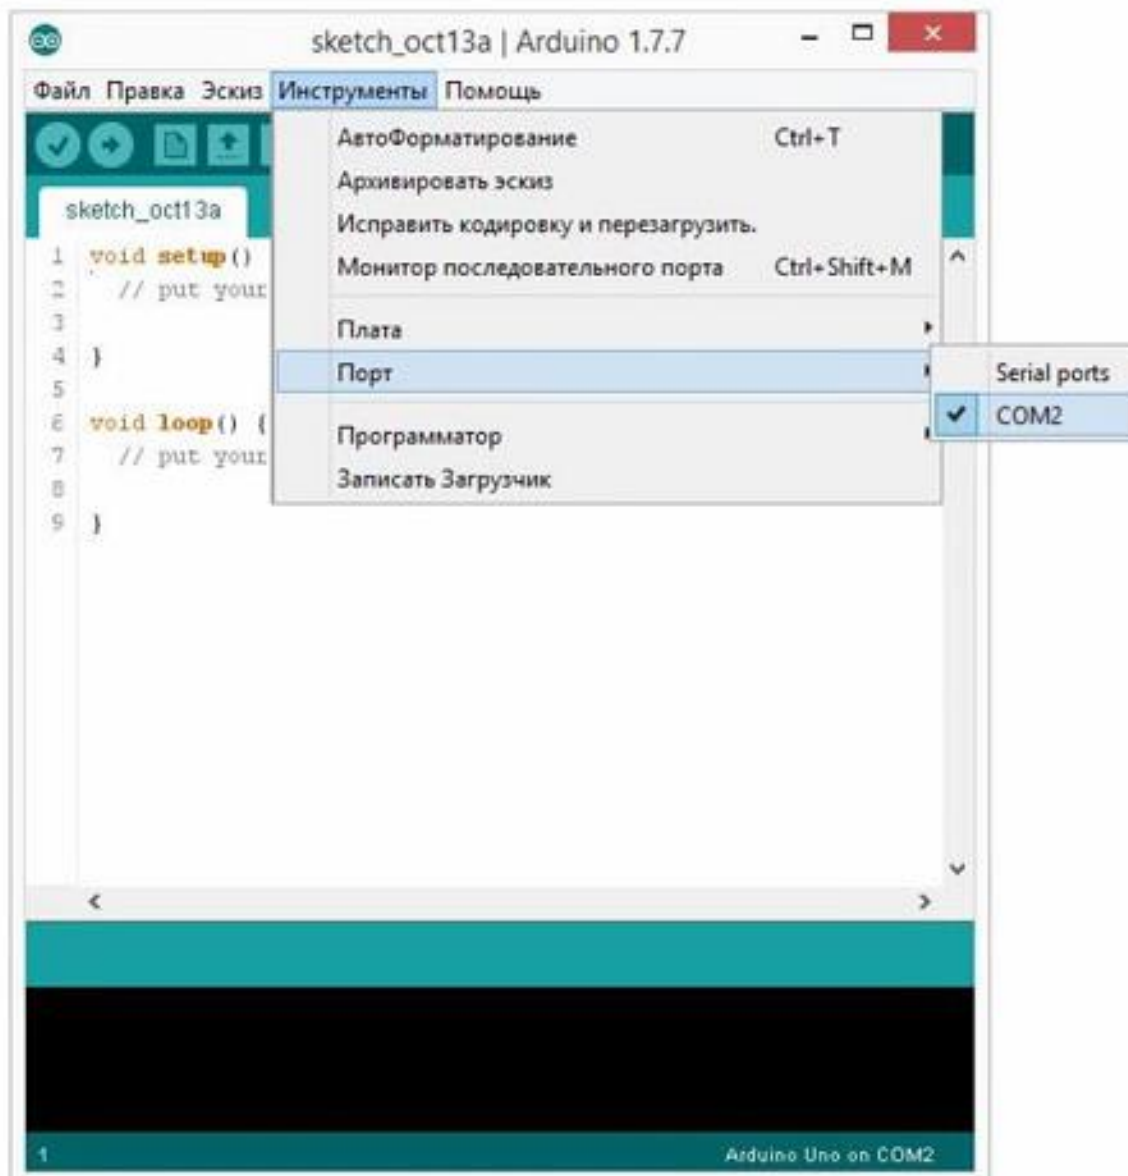 sketch_oct13a | Arduino 1.7.7
Файл Правка Эскиз Инструменты Помощь
АвтоФорматирование Ctrl+T
Архивировать эскиз
Исправить кодировку и перезагрузить.
Монитор последовательного порта Ctrl+Shift+M
Плата
Порт
Serial ports
COM2
Программатор
Записать Загрузчик
sketch_oct13a
1 void setup()
2 // put your
3
4 }
5
6 void loop() {
7 // put your
8
9 }
1 Arduino Uno on COM2